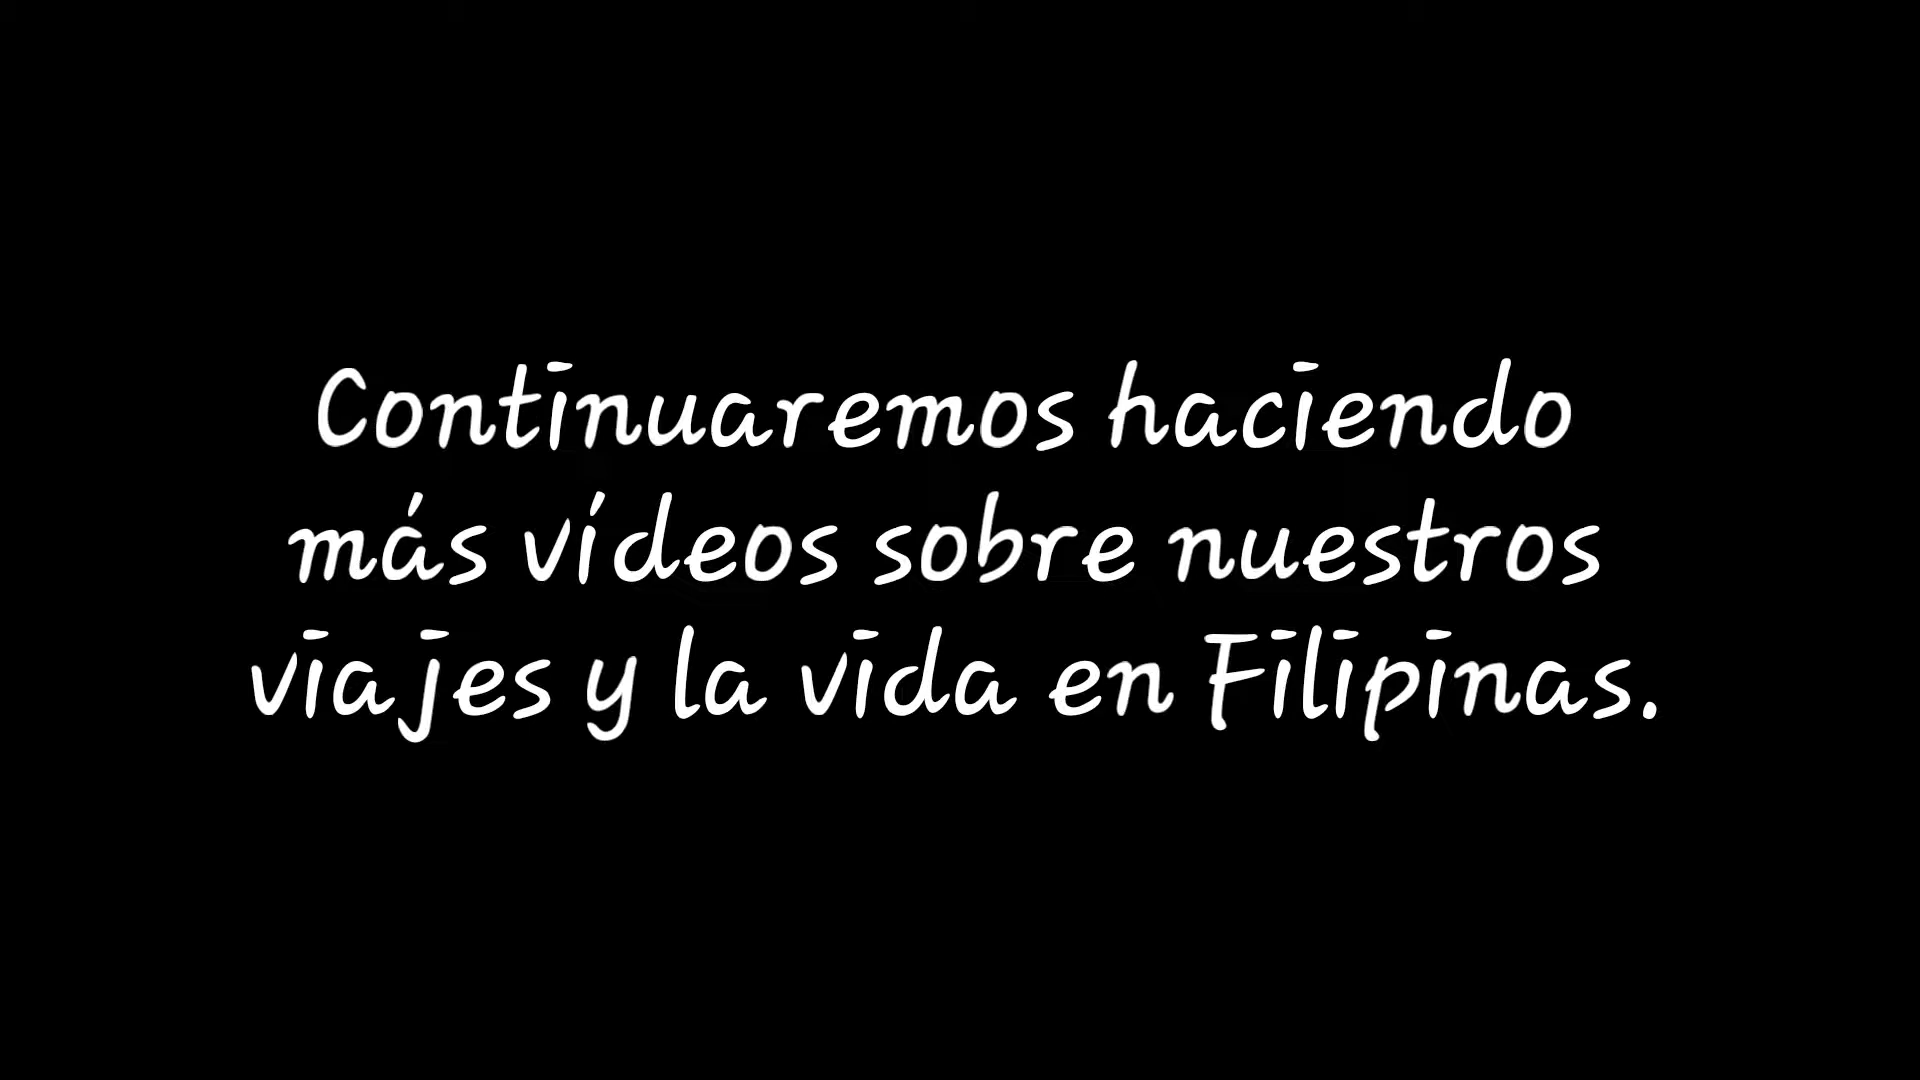 Continuaremos haciendo
más vídeos sobre nuestros
viajes y la vida en Filipinas.